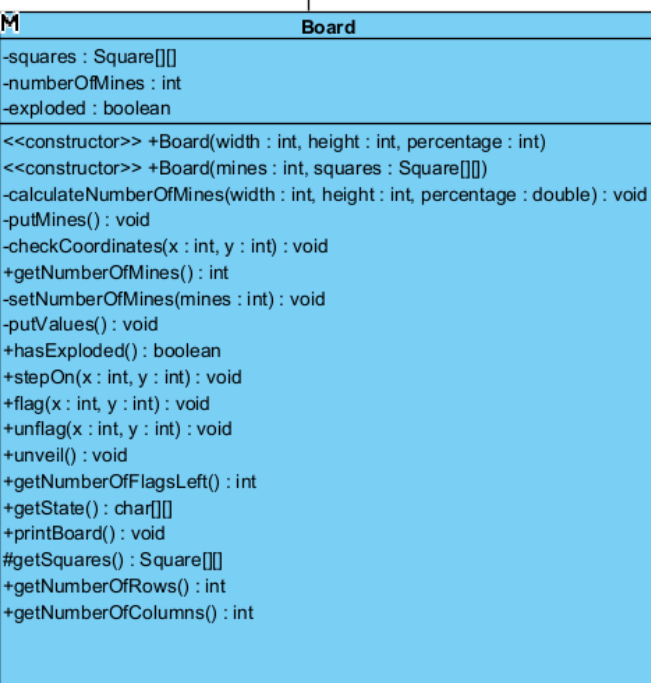 M
Board
-squares : Square[][]
-numberOfMines : int
-exploded : boolean
<<constructor>> +Board(width : int, height : int, percentage : int)
<<constructor>> +Board(mines : int, squares : Square[][])
-calculateNumberOfMines(width : int, height : int, percentage : double) : void
-putMines() : void
-checkCoordinates(x : int, y : int) : void
+getNumberOfMines() : int
-setNumberOfMines(mines : int) : void
-putValues() : void
+hasExploded() : boolean
+stepOn(x : int, y : int) : void
+flag(x : int, y : int) : void
+unflag(x : int, y : int) : void
+unveil() : void
+getNumberOfFlagsLeft() : int
+getState() : char[][]
+printBoard() : void
#getSquares() : Square[][]
+getNumberOfRows() : int
+getNumberOfColumns() : int